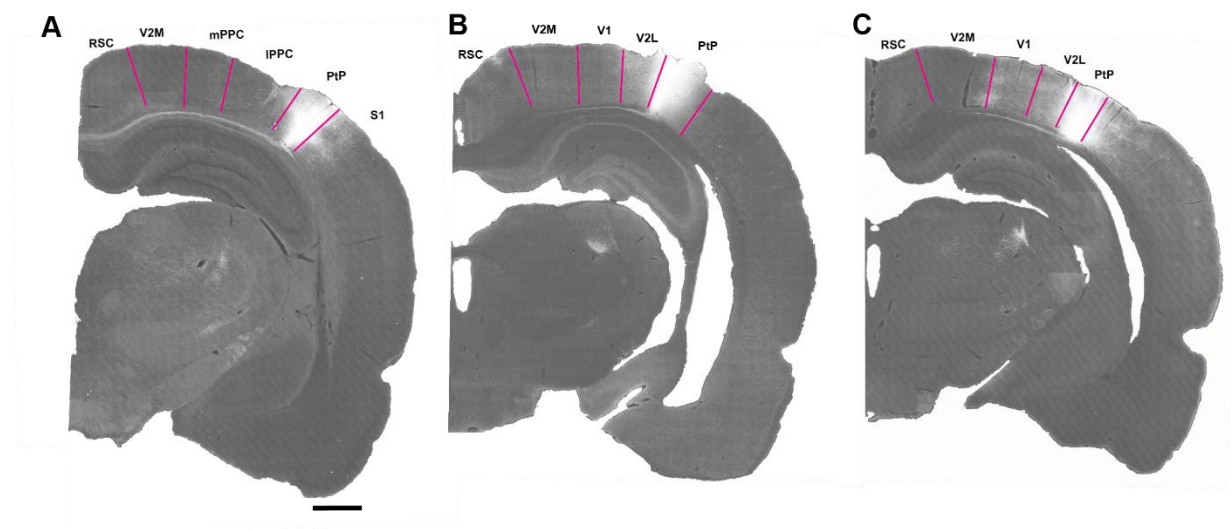 A
RSC V2M mPPC lPPC PtP S1
B
RSC V2M V1 V2L PtP
C
RSC V2M V1 V2L PtP